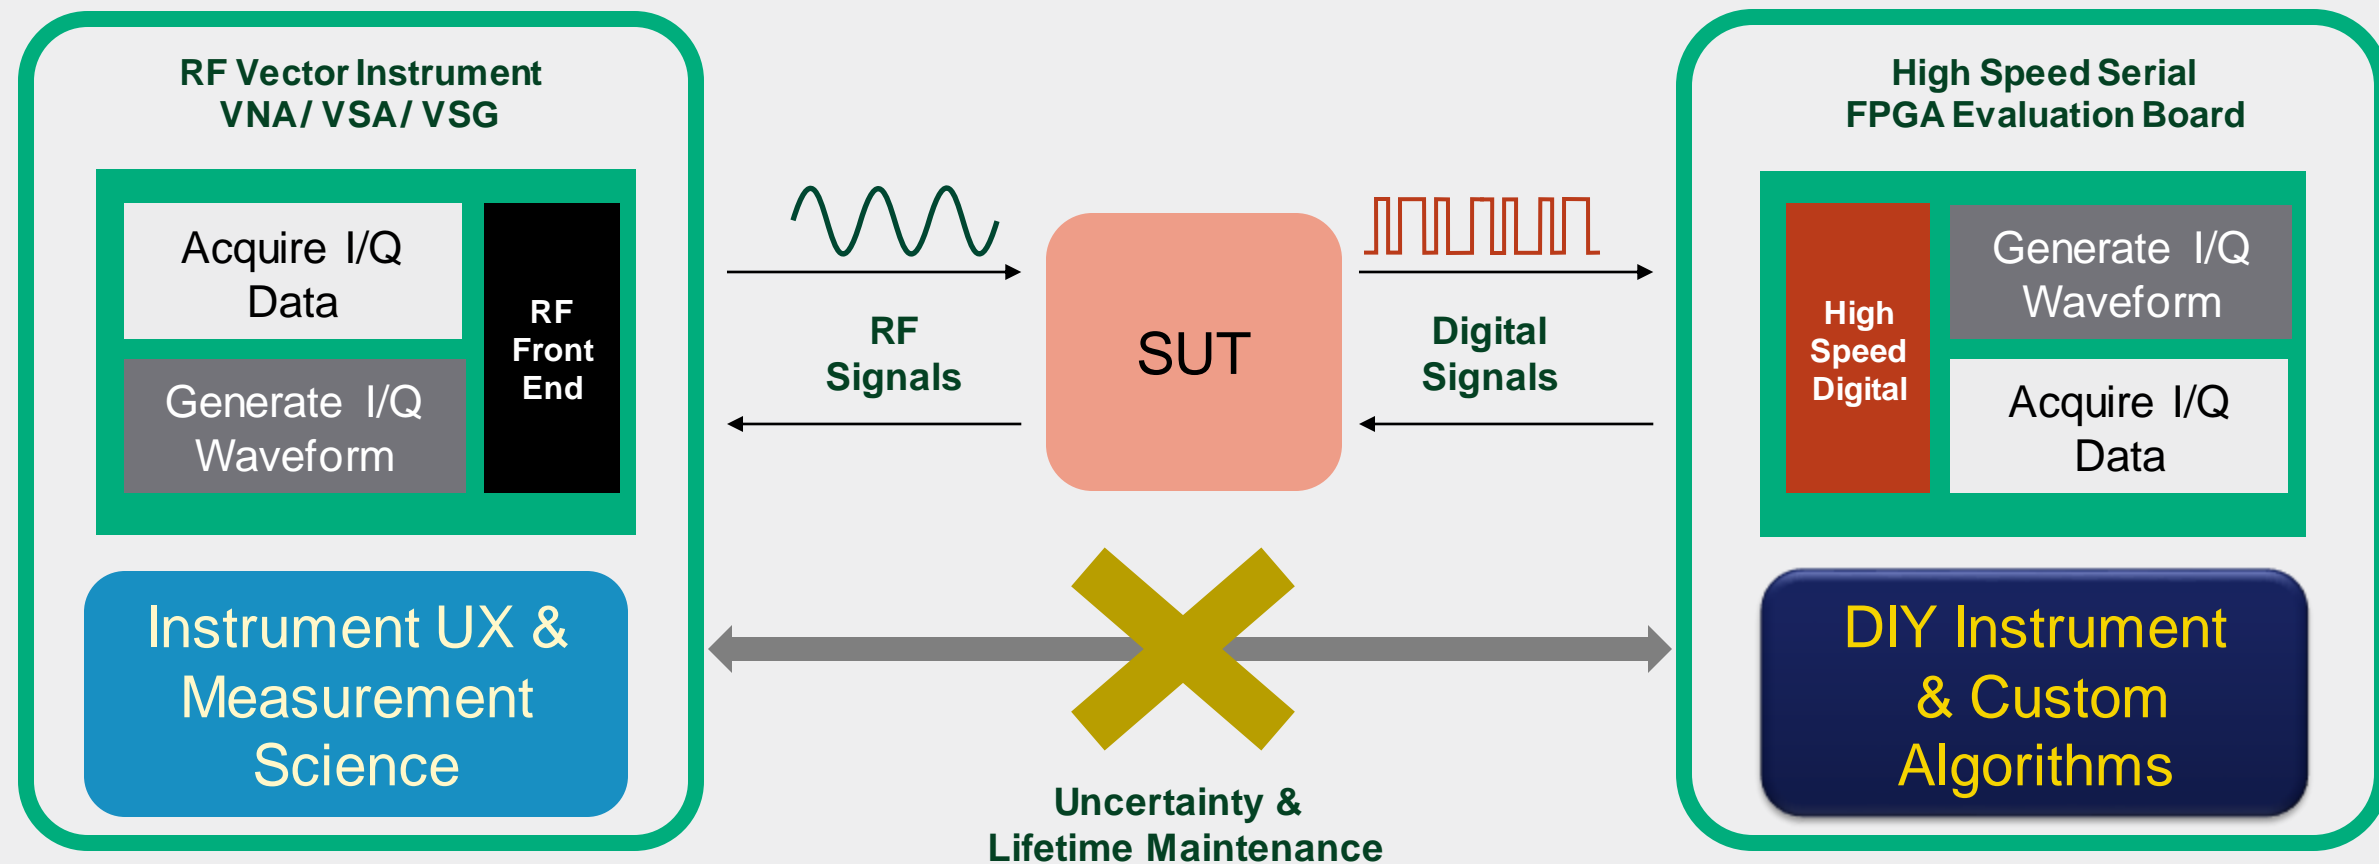 RF Vector Instrument
VNA/ VSA/ VSG
Acquire I/Q
Data
Generate I/Q
Waveform
RF
Front
End
Instrument UX &
Measurement
Science
RF
Signals
SUT
Digital
Signals
Uncertainty &
Lifetime Maintenance
High Speed Serial
FPGA Evaluation Board
High
Speed
Digital
Generate I/Q
Waveform
Acquire I/Q
Data
DIY Instrument
& Custom
Algorithms